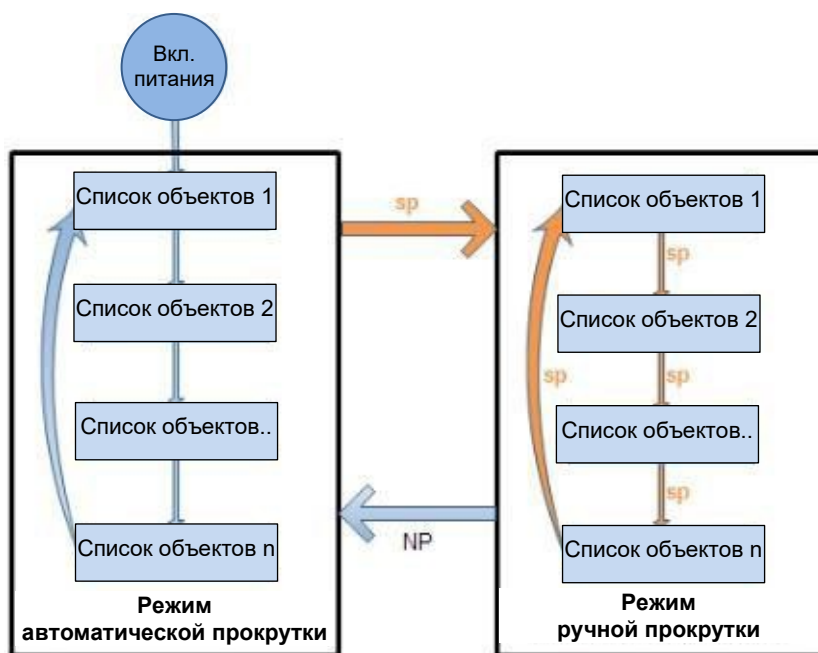 Вкл.
питания
Список объектов 1
Список объектов 2
Список объектов..
Список объектов n
Режим
автоматической прокрутки
sp
NP
Список объектов 1
sp
Список объектов 2
sp
sp
Список объектов..
sp
Список объектов n
Режим
ручной прокрутки